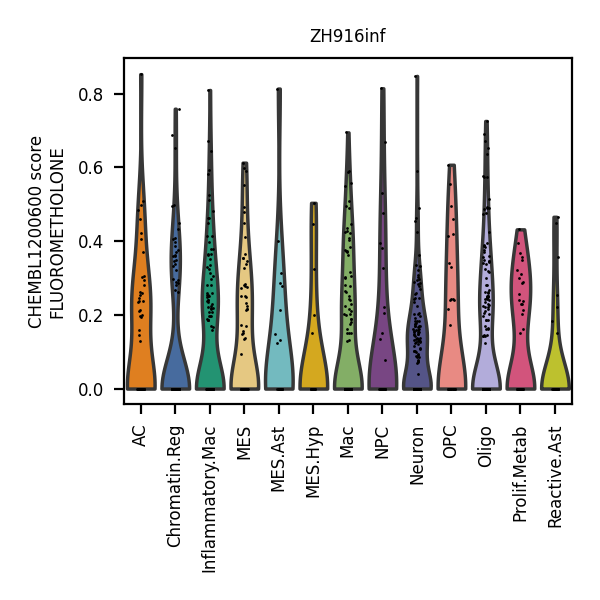 ZH916inf
CHEMBL1200600 score
FLUOROMETHOLONE
0.8
0.6
0.4
0.2
0.0
AC
Chromatin.Reg
Inflammatory.Mac
MES
MES.Ast
MES.Hyp
Mac
NPC
Neuron
OPC
Oligo
Prolif.Metab
Reactive.Ast